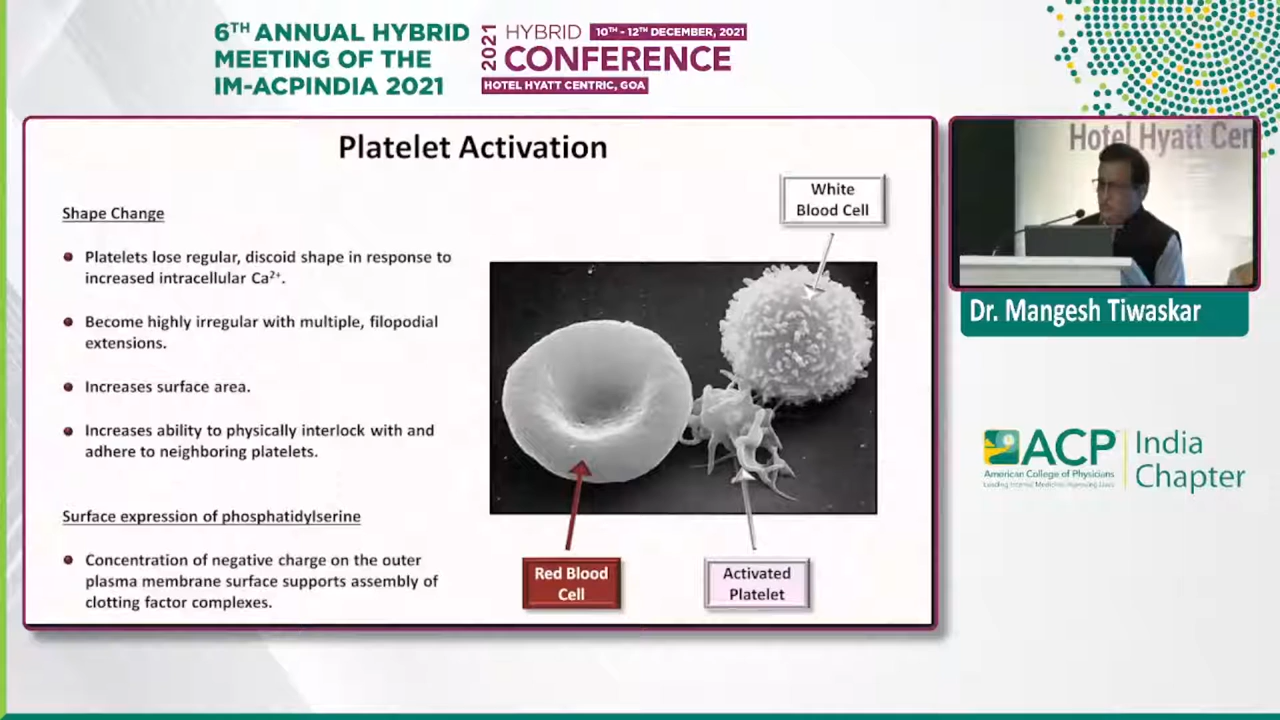 6TH ANNUAL HYBRID
MEETING OF THE
IM-ACPINDIA 2021
2021
HYBRID 10TH - 12TH DECEMBER, 2021
CONFERENCE
HOTEL HYATT CENTRIC, GOA
Platelet Activation
Shape Change
Platelets lose regular, discoid shape in response to
increased intracellular Ca²⁺.
Become highly irregular with multiple, filopodial
extensions.
Increases surface area.
Increases ability to physically interlock with and
adhere to neighboring platelets.
Surface expression of phosphatidylserine
Concentration of negative charge on the outer
plasma membrane surface supports assembly of
clotting factor complexes.
White
Blood Cell
Red Blood
Cell
Activated
Platelet
Hotel Hyatt Cen
Dr. Mangesh Tiwaskar
ACP
American College of Physicians
Leading Internal Medicine, Improving Lives
India
Chapter